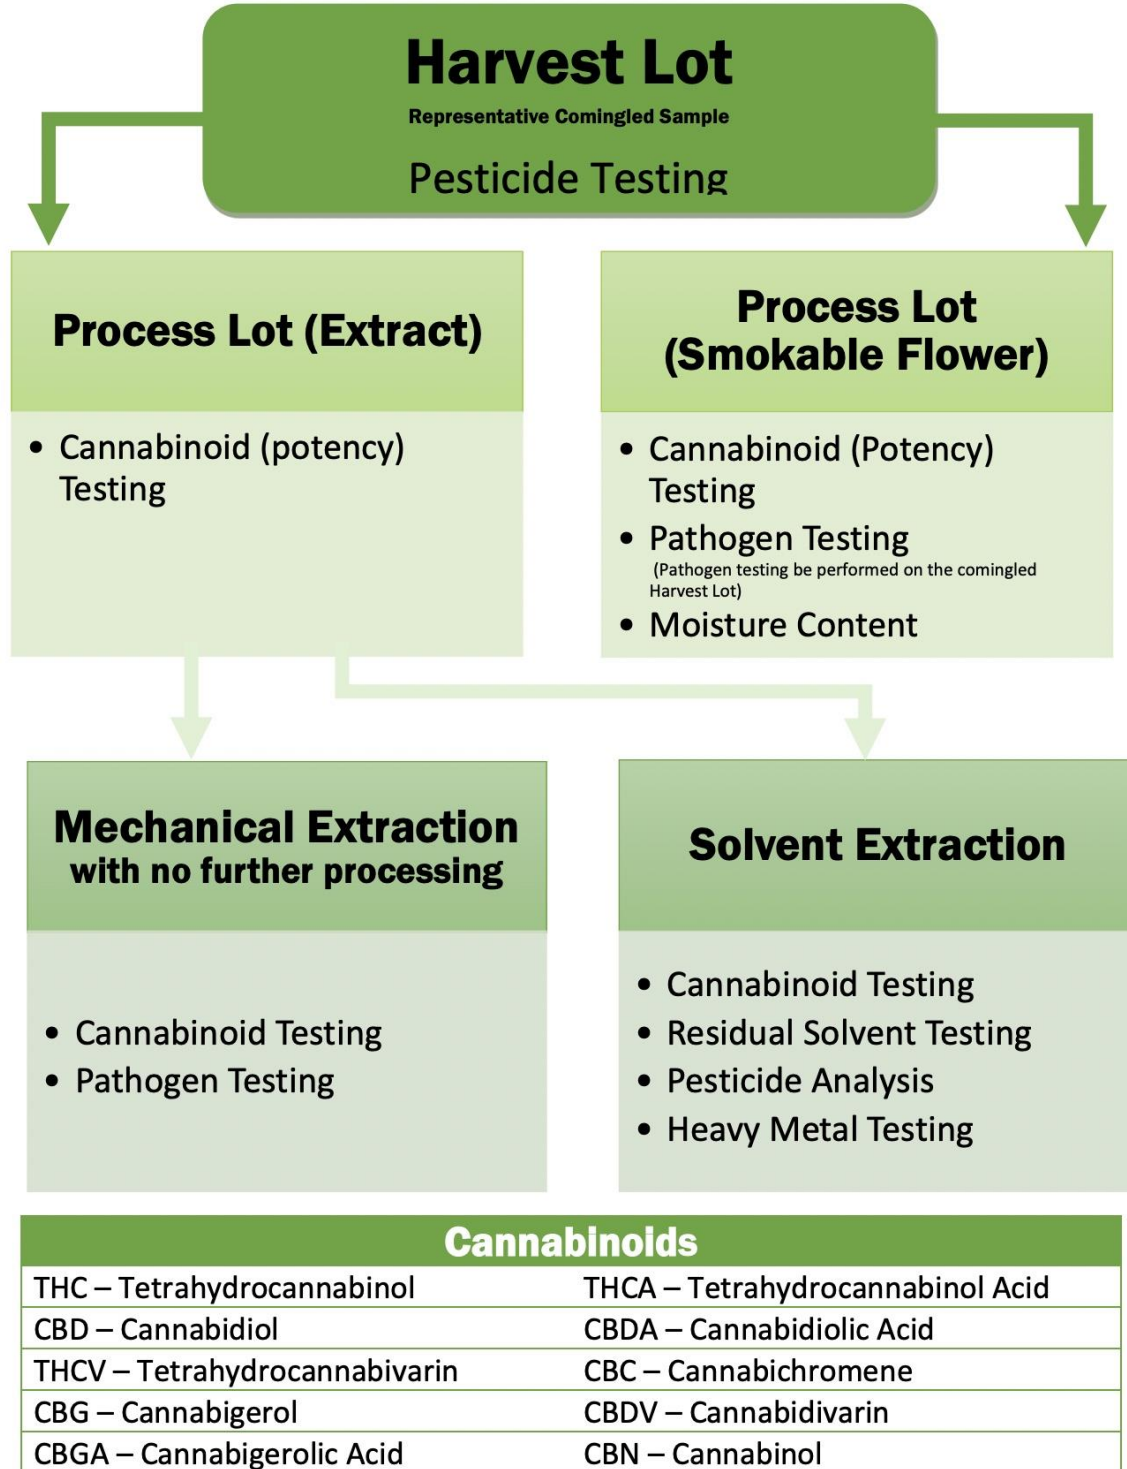 Harvest Lot
Representative Comingled Sample
Pesticide Testing
Process Lot (Extract)
• Cannabinoid (potency)
Testing
Process Lot
(Smokable Flower)
• Cannabinoid (Potency)
Testing
• Pathogen Testing
(Pathogen testing be performed on the comingled
Harvest Lot)
• Moisture Content
Mechanical Extraction
with no further processing
• Cannabinoid Testing
• Pathogen Testing
Solvent Extraction
• Cannabinoid Testing
• Residual Solvent Testing
• Pesticide Analysis
• Heavy Metal Testing
Cannabinoids
THC – Tetrahydrocannabinol THCA – Tetrahydrocannabinol Acid
CBD – Cannabidiol CBDA – Cannabidiolic Acid
THCV – Tetrahydrocannabivarin CBC – Cannabichromene
CBG – Cannabigerol CBDV – Cannabidivarin
CBGA – Cannabigerolic Acid CBN – Cannabinol